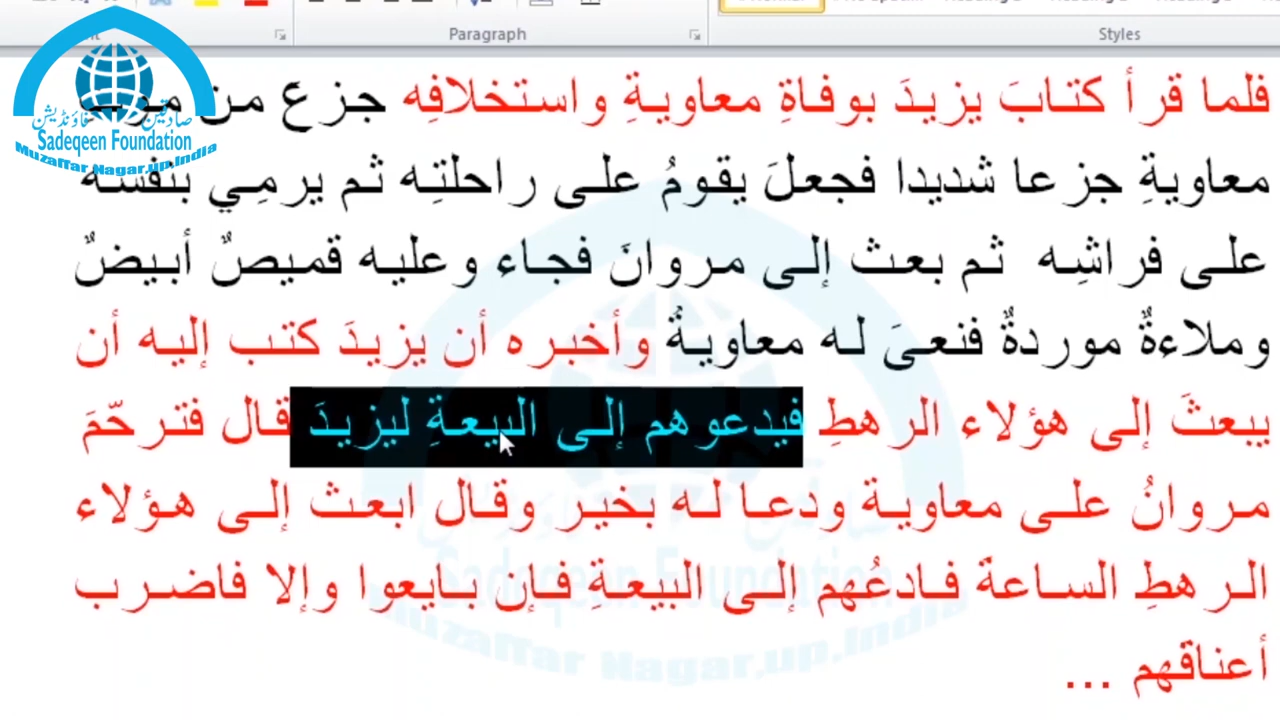 Paragraph
Styles
صادقین فاؤنڈیشن
Sadeqeen Foundation
Muzaffar Nagar.up.India
فلما قرأ كتابَ يزيدَ بوفاةِ معاويةِ واستخلافِه جزع من موت
معاويةِ جزعا شديدا فجعلَ يقومُ على راحلتِه ثم يرمِي بنفسه
على فراشِه ثم بعث إلى مروانَ فجاء وعليه قميصٌ أبيضٌ
وملاءةٌ موردةٌ فنعىَ له معاويةُ وأخبره أن يزيدَ كتب إليه أن
يبعثَ إلى هؤلاء الرهطِ فيدعوهم إلى البيعةِ ليزيدَ قال فترحّمَ
مروانُ على معاوية ودعا له بخير وقال ابعث إلى هؤلاء
الرهطِ الساعةَ فادعُهم إلى البيعةِ فإن بايعوا وإلا فاضرب
أعناقهم ...